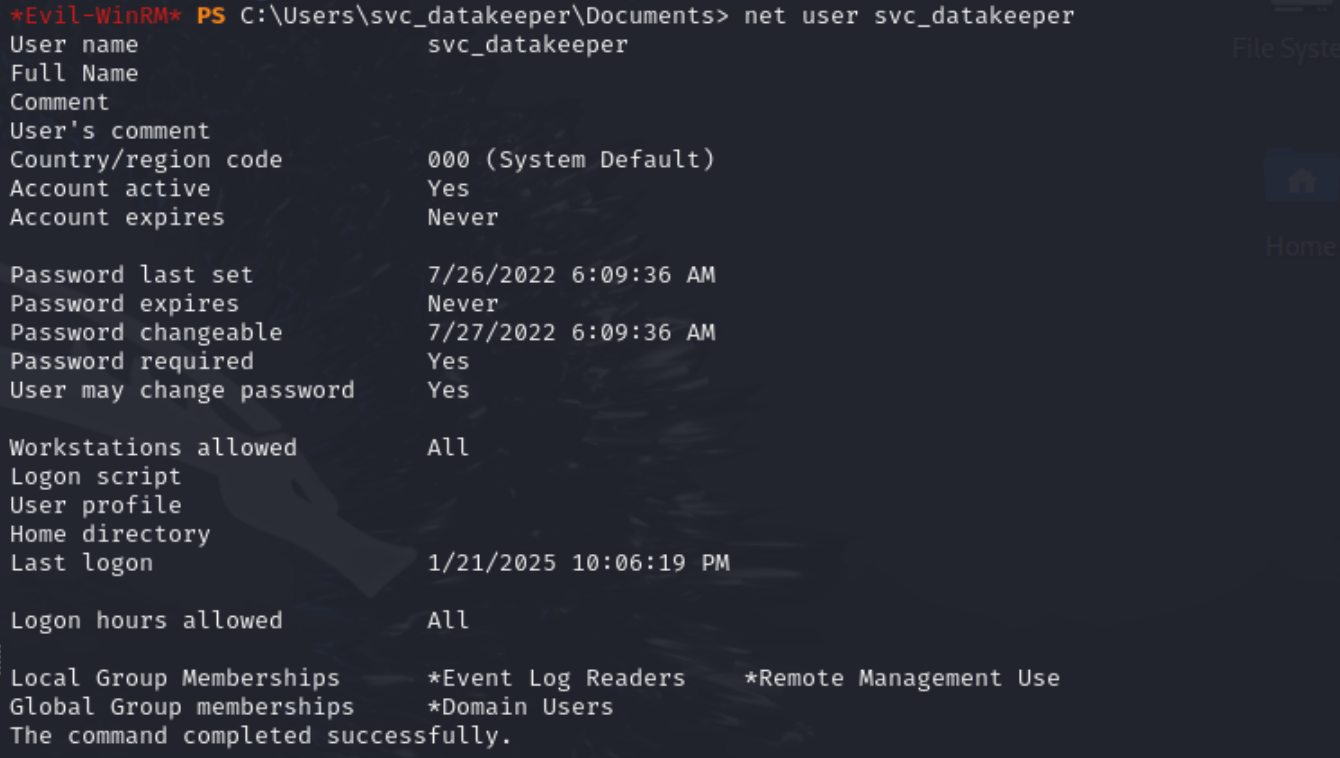 *Evil-WinRM* PS C:\Users\svc_datakeeper\Documents> net user svc_datakeeper
User name svc_datakeeper
Full Name
Comment
User's comment
Country/region code 000 (System Default)
Account active Yes
Account expires Never
Password last set 7/26/2022 6:09:36 AM
Password expires Never
Password changeable 7/27/2022 6:09:36 AM
Password required Yes
User may change password Yes
Workstations allowed All
Logon script
User profile
Home directory
Last logon 1/21/2025 10:06:19 PM
Logon hours allowed All
Local Group Memberships *Event Log Readers *Remote Management Use
Global Group memberships *Domain Users
The command completed successfully.
File Syste
Home